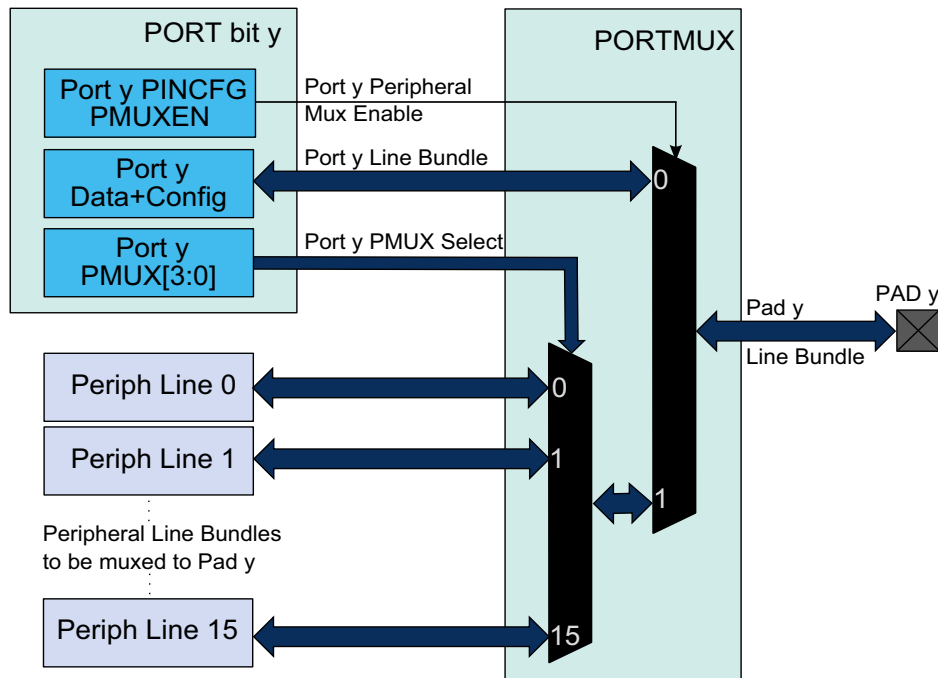 PORT bit y
PORTMUX
Port y PINCFG
PMUXEN
Port y Peripheral
Mux Enable
Port y
Data+Config
Port y Line Bundle
0
Port y
PMUX[3:0]
Port y PMUX Select
Pad y
Line Bundle
PAD y
Periph Line 0
0
Periph Line 1
1
1
Peripheral Line Bundles
to be muxed to Pad y
Periph Line 15
15